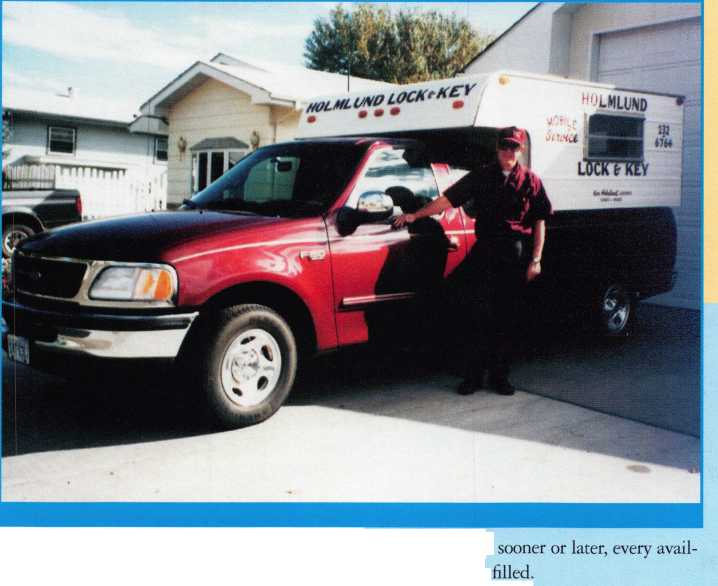 HOLMLUND LOCK & KEY
HOLMLUND
MOBILE
SERVICE
332
6764
LOCK & KEY
sooner or later, every avail-
filled.